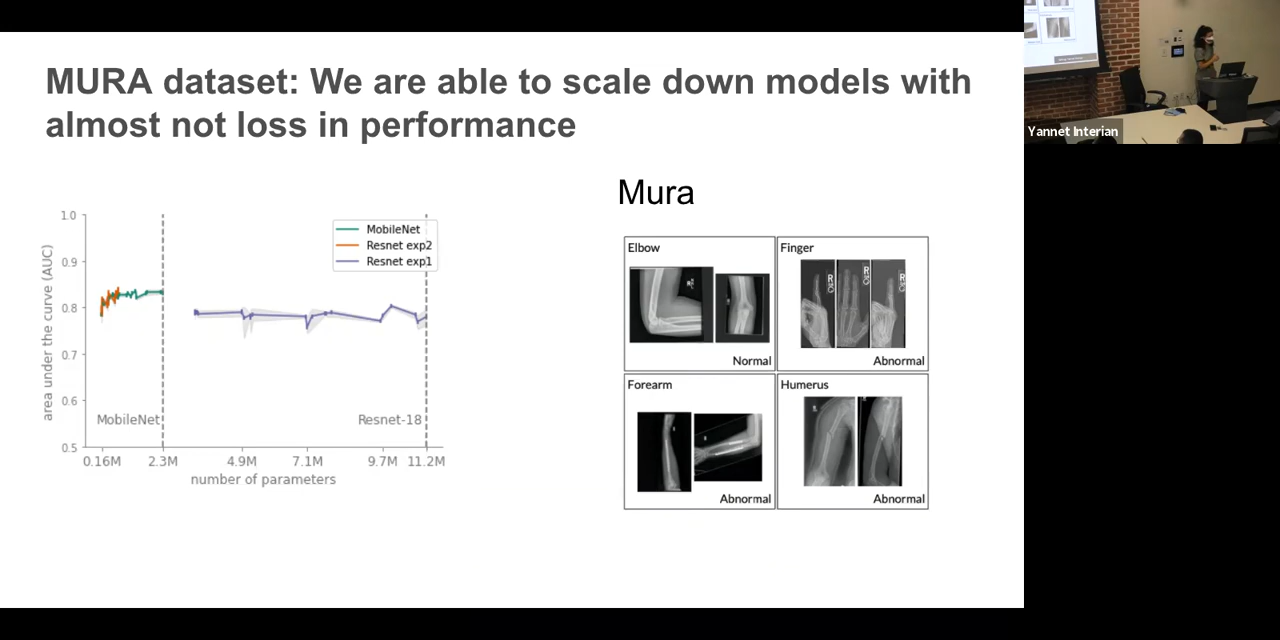 MURA dataset: We are able to scale down models with
almost not loss in performance
Mura
1.0
0.9
0.8
0.7
0.6
0.5
area under the curve (AUC)
MobileNet
Resnet exp2
Resnet exp1
MobileNet
Resnet-18
0.16M 2.3M 4.9M 7.1M 9.7M 11.2M
number of parameters
Elbow
Normal
Finger
Abnormal
Forearm
Abnormal
Humerus
Abnormal
Yannet Interian